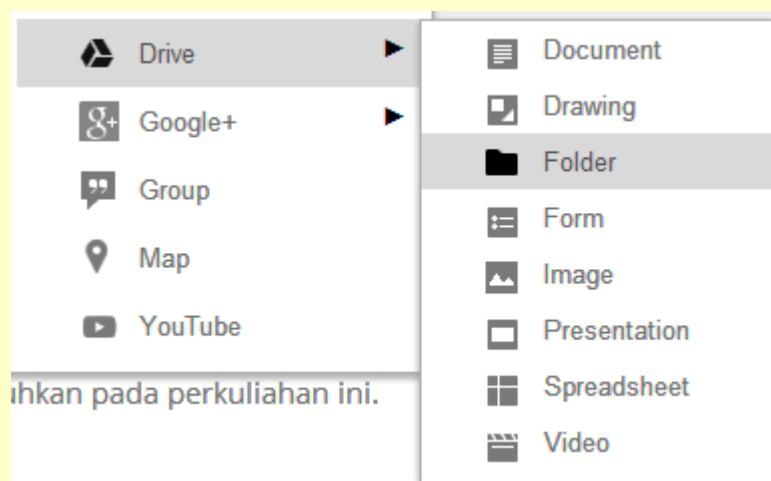 Drive
Google+
Group
Map
YouTube
uhkan pada perkuliahan ini.
Document
Drawing
Folder
Form
Image
Presentation
Spreadsheet
Video